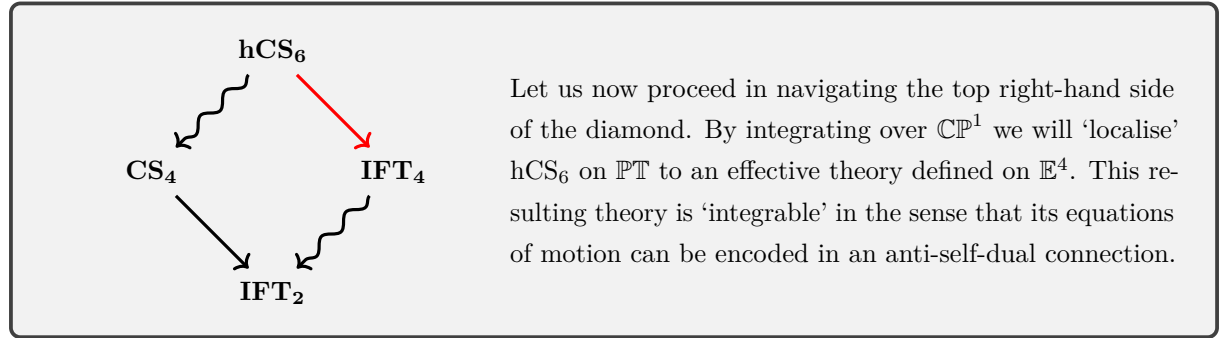 hCS₆
CS₄
IFT₄
IFT₂
Let us now proceed in navigating the top right-hand side
of the diamond. By integrating over ℂℙ¹ we will ‘localise’
hCS₆ on ℙ𝕋 to an effective theory defined on 𝔼⁴. This re-
sulting theory is ‘integrable’ in the sense that its equations
of motion can be encoded in an anti-self-dual connection.